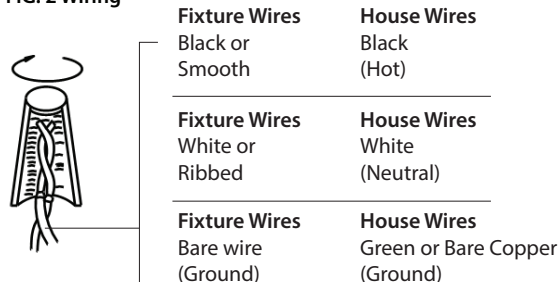 FIG. 2 Wiring
Fixture Wires House Wires
Black or Black
Smooth (Hot)
Fixture Wires House Wires
White or White
Ribbed (Neutral)
Fixture Wires House Wires
Bare wire Green or Bare Copper
(Ground) (Ground)